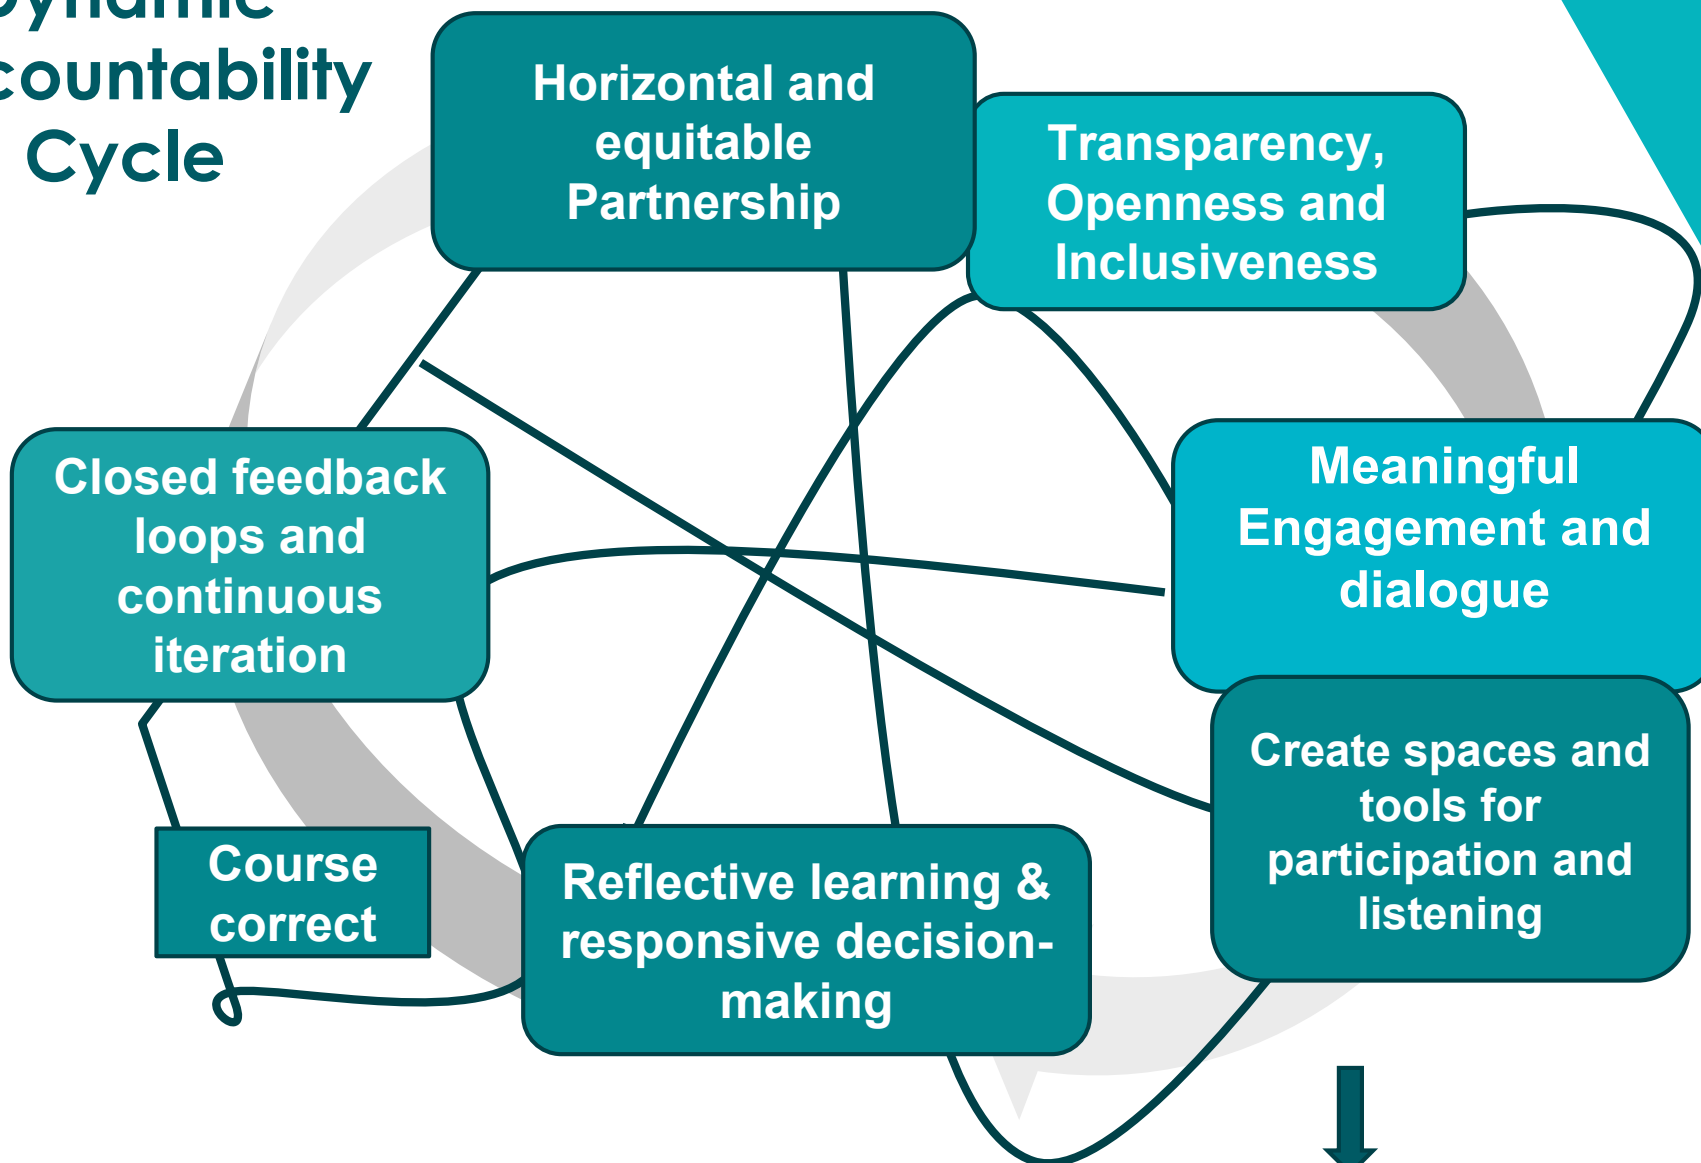 Cycle
Horizontal and
equitable
Partnership
Transparency,
Openness and
Inclusiveness
Meaningful
Engagement and
dialogue
Create spaces and
tools for
participation and
listening
Reflective learning &
responsive decision-
making
Course
correct
Closed feedback
loops and
continuous
iteration